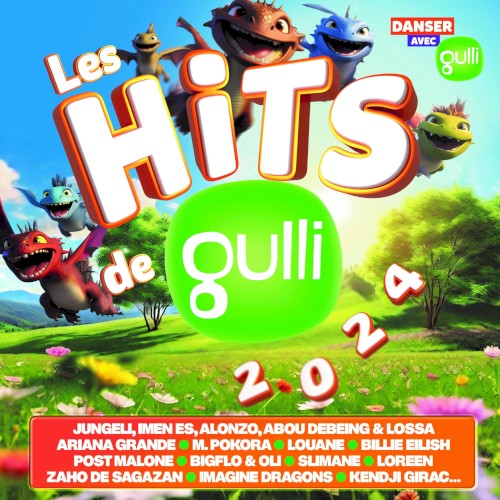 DANSER
AVEC
gulli
Les
HiTS
de gulli
2024
JUNGELI, IMEN ES, ALONZO, ABOU DEBEING & LOSSA
ARIANA GRANDE ● M. POKORA ● LOUANE ● BILLIE EILISH
POST MALONE ● BIGFLO & OLI ● SLIMANE ● LOREEN
ZAHO DE SAGAZAN ● IMAGINE DRAGONS ● KENDJI GIRAC...